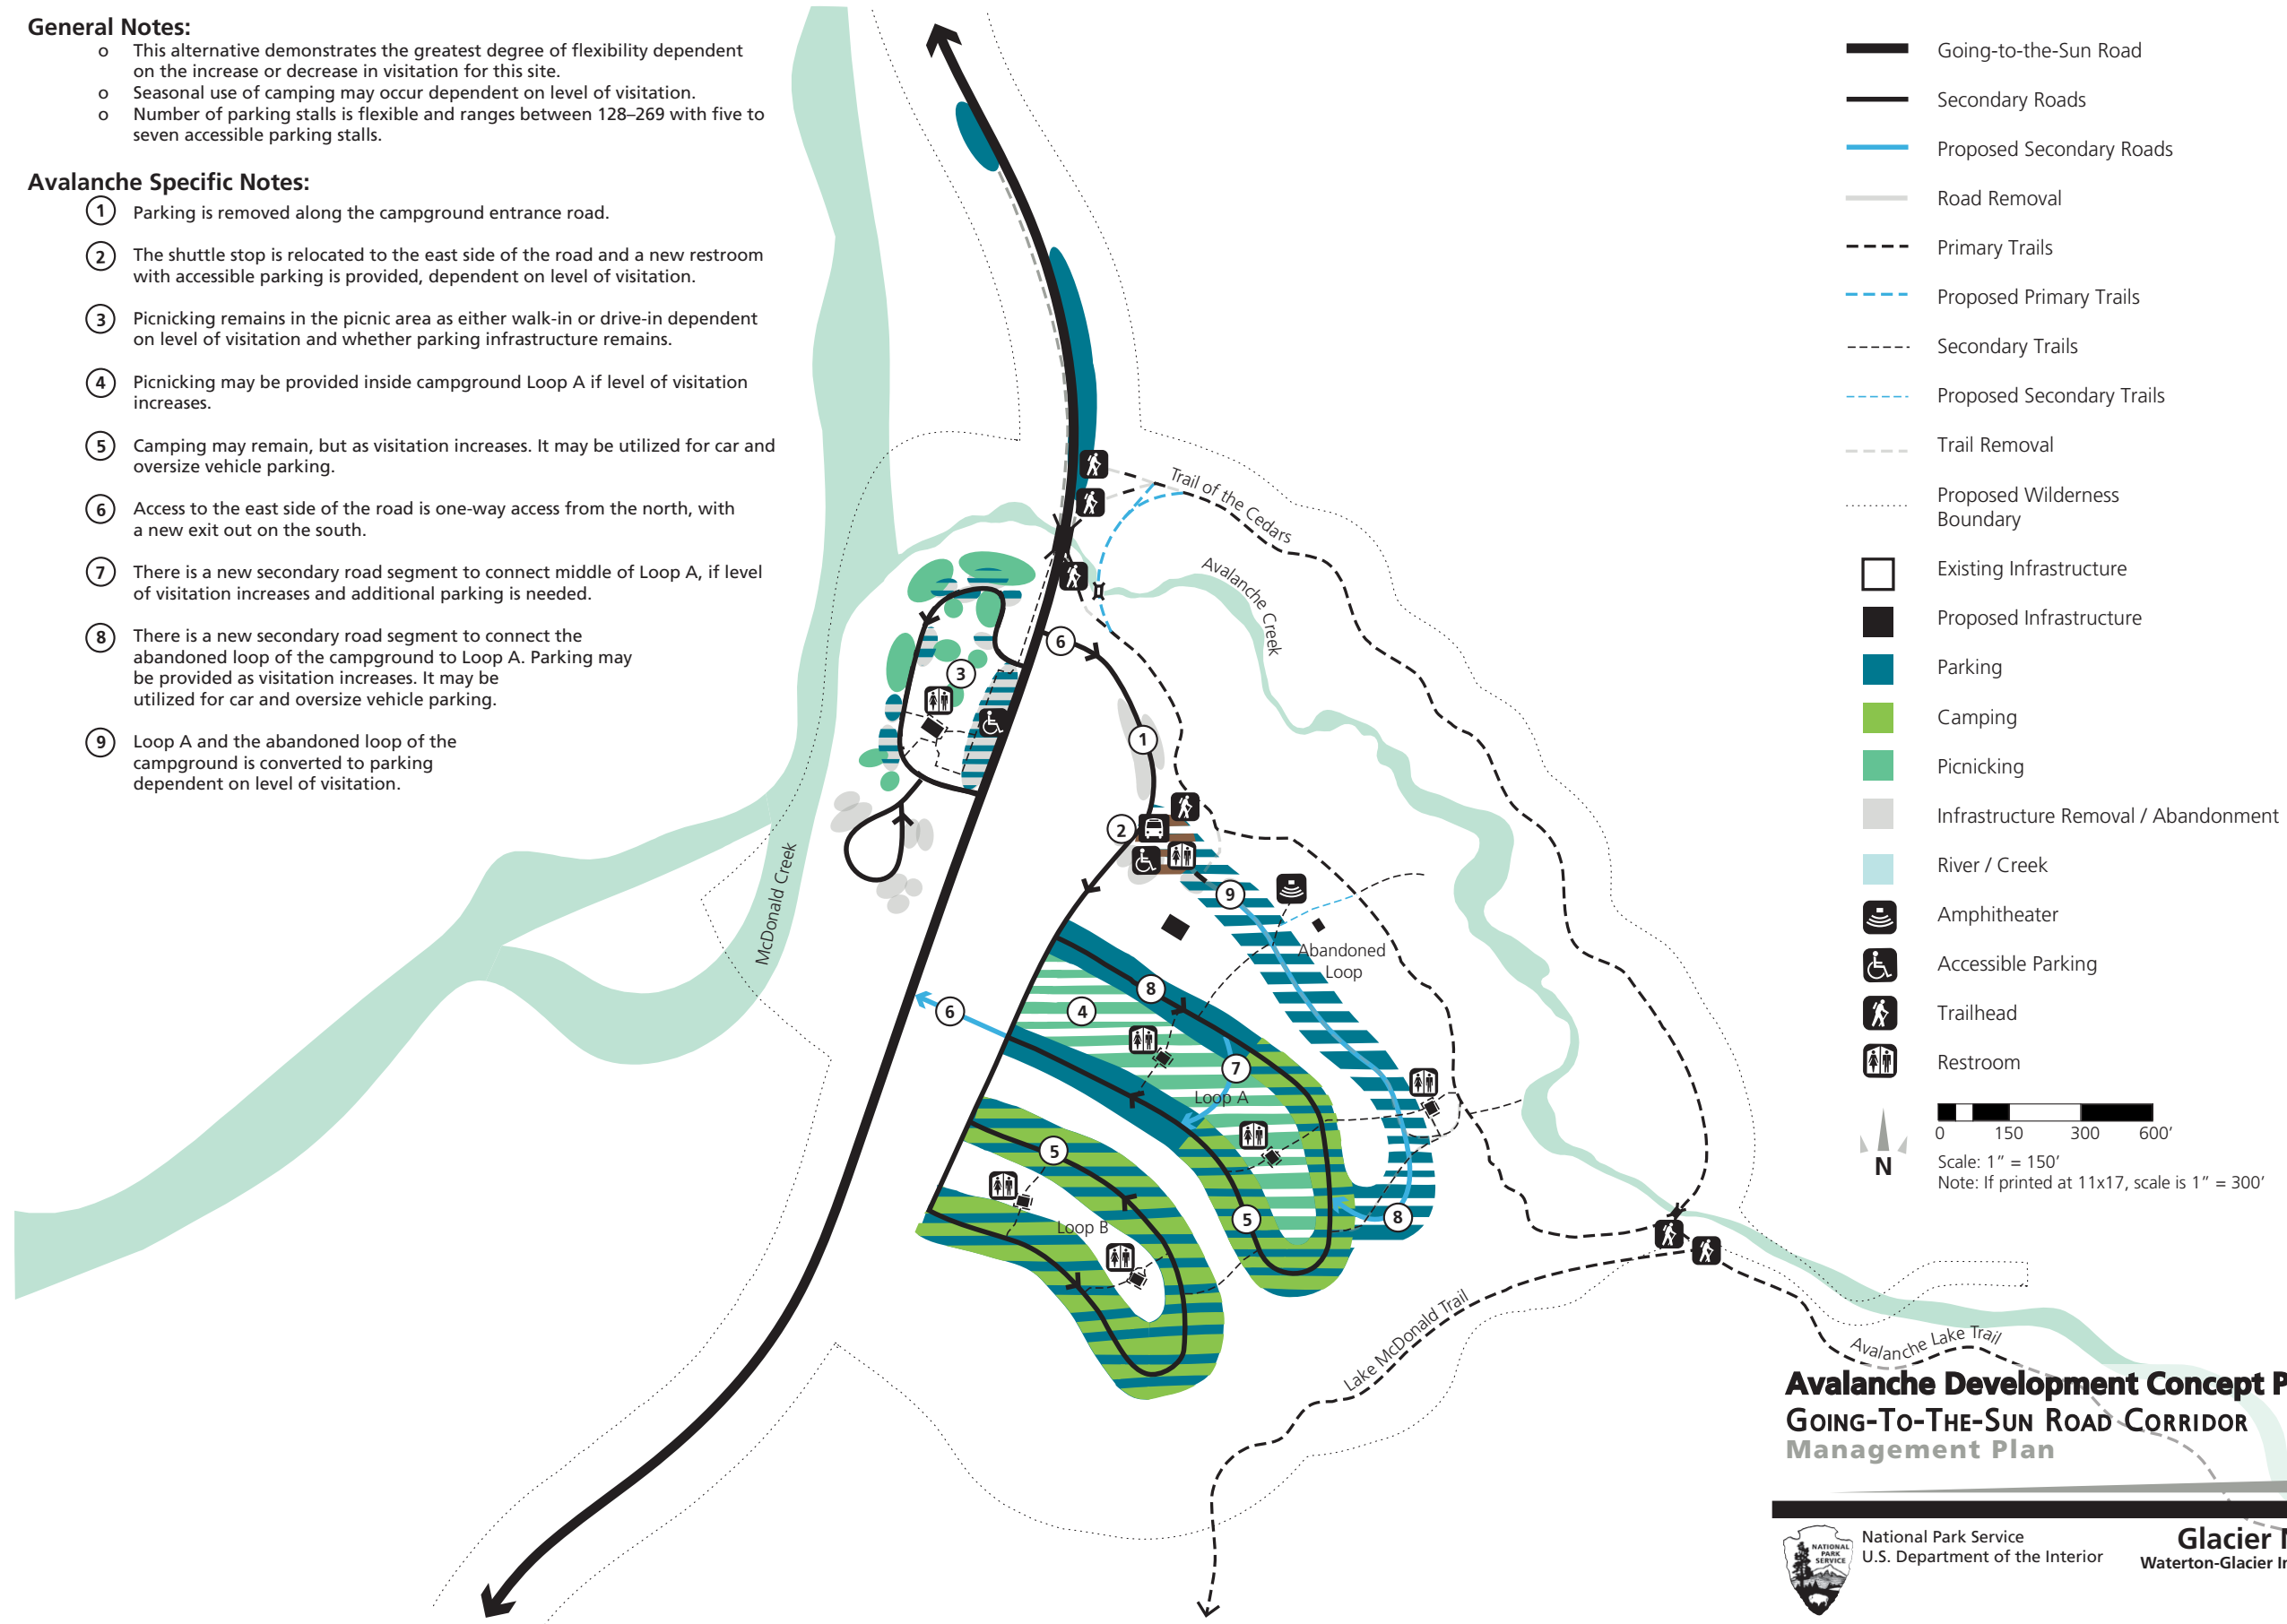 General Notes:
o This alternative demonstrates the greatest degree of flexibility dependent
on the increase or decrease in visitation for this site.
o Seasonal use of camping may occur dependent on level of visitation.
o Number of parking stalls is flexible and ranges between 128–269 with five to
seven accessible parking stalls.
Avalanche Specific Notes:
1 Parking is removed along the campground entrance road.
2 The shuttle stop is relocated to the east side of the road and a new restroom
with accessible parking is provided, dependent on level of visitation.
3 Picnicking remains in the picnic area as either walk-in or drive-in dependent
on level of visitation and whether parking infrastructure remains.
4 Picnicking may be provided inside campground Loop A if level of visitation
increases.
5 Camping may remain, but as visitation increases. It may be utilized for car and
oversize vehicle parking.
6 Access to the east side of the road is one-way access from the north, with
a new exit out on the south.
7 There is a new secondary road segment to connect middle of Loop A, if level
of visitation increases and additional parking is needed.
8 There is a new secondary road segment to connect the
abandoned loop of the campground to Loop A. Parking may
be provided as visitation increases. It may be
utilized for car and oversize vehicle parking.
9 Loop A and the abandoned loop of the
campground is converted to parking
dependent on level of visitation.
Trail of the Cedars
Avalanche Creek
6
3
1
2
McDonald Creek
9
Abandoned
Loop
8
6
4
7
Loop A
5
5
8
Loop B
Lake McDonald Trail
Avalanche Lake Trail
Going-to-the-Sun Road
Secondary Roads
Proposed Secondary Roads
Road Removal
Primary Trails
Proposed Primary Trails
Secondary Trails
Proposed Secondary Trails
Trail Removal
Proposed Wilderness
Boundary
Existing Infrastructure
Proposed Infrastructure
Parking
Camping
Picnicking
Infrastructure Removal / Abandonment
River / Creek
Amphitheater
Accessible Parking
Trailhead
Restroom
0 150 300 600’
N
Scale: 1” = 150’
Note: If printed at 11x17, scale is 1” = 300’
Avalanche Development Concept P
Going-To-The-Sun Road Corridor
Management Plan
NATIONAL
PARK
SERVICE
National Park Service
U.S. Department of the Interior
Glacier N
Waterton-Glacier In